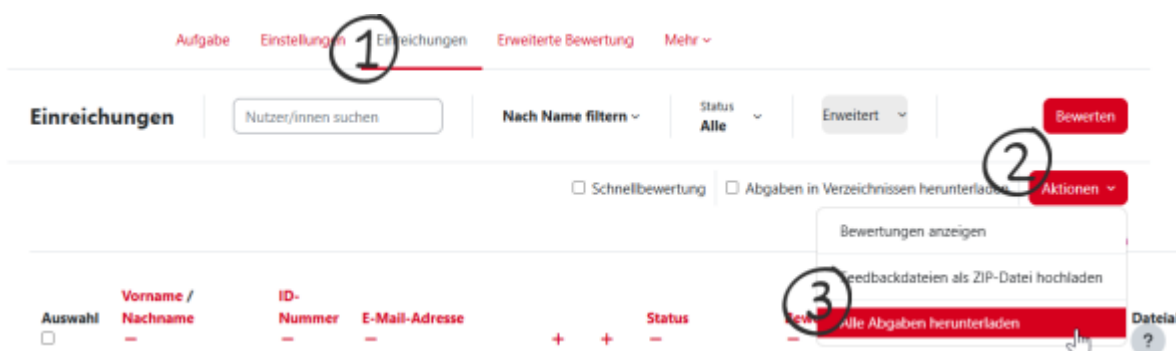 Aufgabe Einstellungen Einreichungen Erweiterte Bewertung Mehr
1
Einreichungen Nutzer/innen suchen Nach Name filtern Status Alle Erweitert Bewerten
2
Schnellbewertung Abgaben in Verzeichnissen herunterladen Aktionen
Bewertungen anzeigen
Feedbackdateien als ZIP-Datei hochladen
3
Alle Abgaben herunterladen
Auswahl Vorname / Nachname ID-Nummer E-Mail-Adresse Status
?